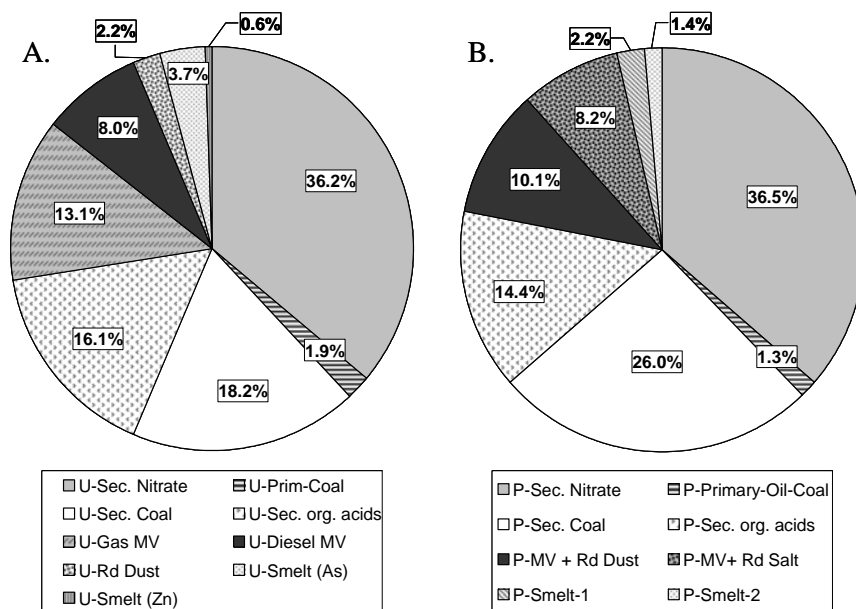 A.
2.2%
0.6%
3.7%
8.0%
36.2%
13.1%
16.1%
1.9%
18.2%
U-Sec. Nitrate
U-Prim-Coal
U-Sec. Coal
U-Sec. org. acids
U-Gas MV
U-Diesel MV
U-Rd Dust
U-Smelt (As)
U-Smelt (Zn)
B.
2.2%
1.4%
8.2%
10.1%
36.5%
14.4%
26.0%
1.3%
P-Sec. Nitrate
P-Primary-Oil-Coal
P-Sec. Coal
P-Sec. org. acids
P-MV + Rd Dust
P-MV+ Rd Salt
P-Smelt-1
P-Smelt-2